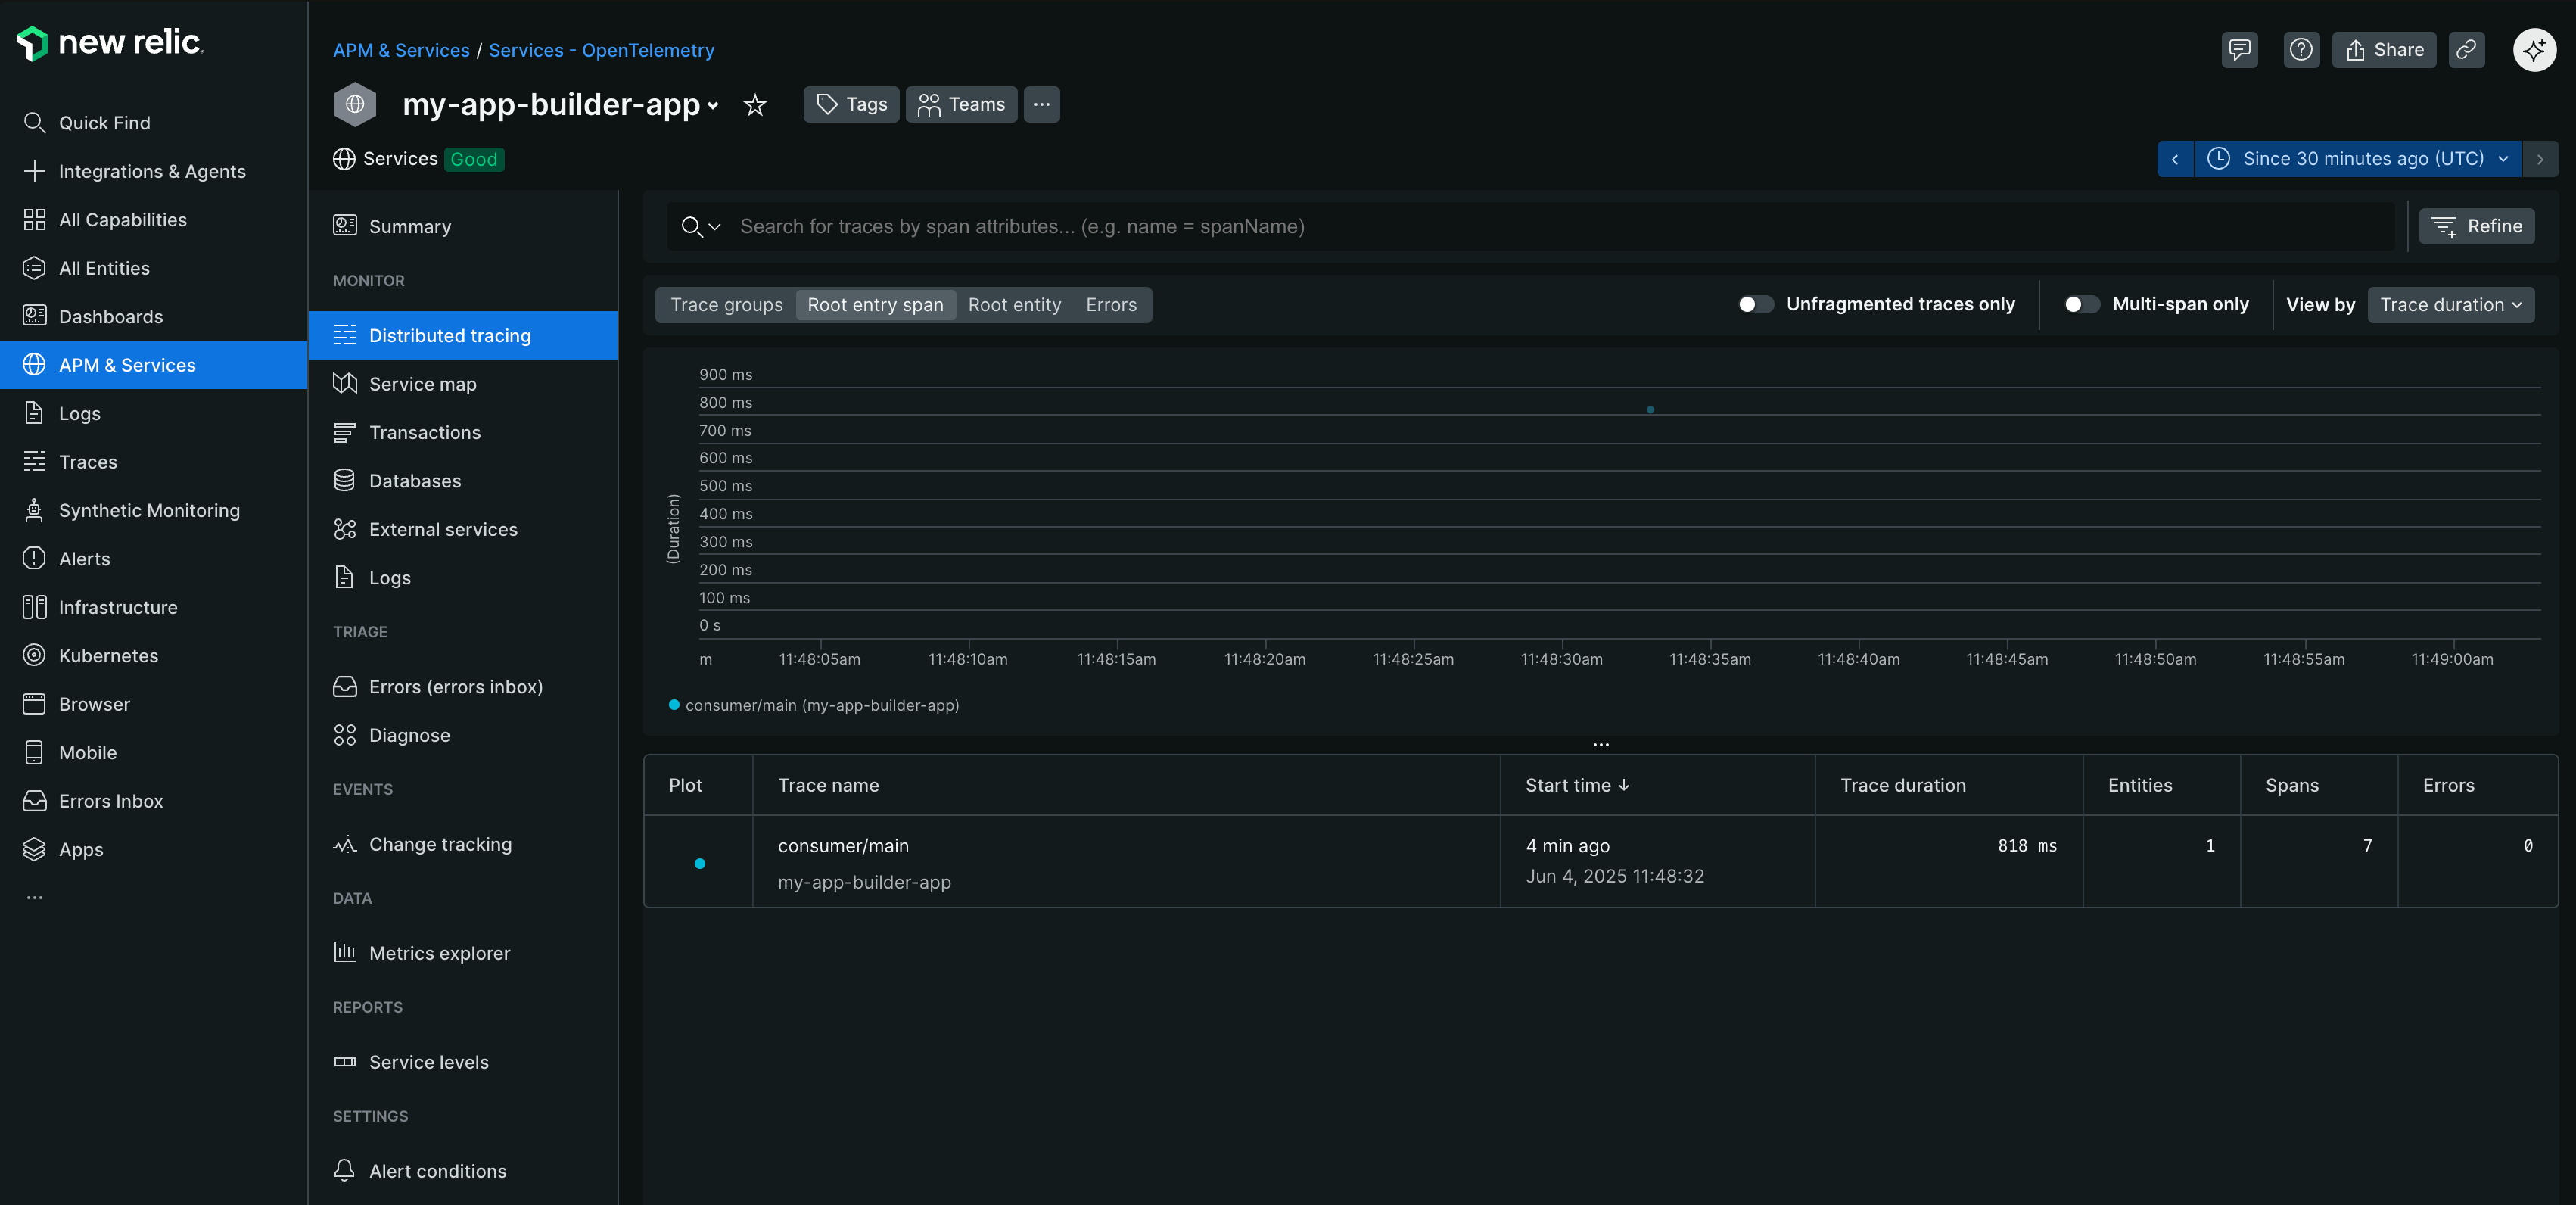 new relic.
Quick Find
Integrations & Agents
All Capabilities
All Entities
Dashboards
APM & Services
Logs
Traces
Synthetic Monitoring
Alerts
Infrastructure
Kubernetes
Browser
Mobile
Errors Inbox
Apps
...
APM & Services / Services - OpenTelemetry
Share
my-app-builder-app
Tags
Teams
...
Services Good
Since 30 minutes ago (UTC)
Summary
MONITOR
Distributed tracing
Service map
Transactions
Databases
External services
Logs
TRIAGE
Errors (errors inbox)
Diagnose
EVENTS
Change tracking
DATA
Metrics explorer
REPORTS
Service levels
SETTINGS
Alert conditions
Search for traces by span attributes... (e.g. name = spanName)
Refine
Trace groups Root entry span Root entity Errors
Unfragmented traces only
Multi-span only
View by Trace duration
(Duration)
900 ms
800 ms
700 ms
600 ms
500 ms
400 ms
300 ms
200 ms
100 ms
0 s
m 11:48:05am 11:48:10am 11:48:15am 11:48:20am 11:48:25am 11:48:30am 11:48:35am 11:48:40am 11:48:45am 11:48:50am 11:48:55am 11:49:00am
consumer/main (my-app-builder-app)
...
Plot Trace name Start time ↓ Trace duration Entities Spans Errors
consumer/main 4 min ago 818 ms 1 7 0
my-app-builder-app Jun 4, 2025 11:48:32